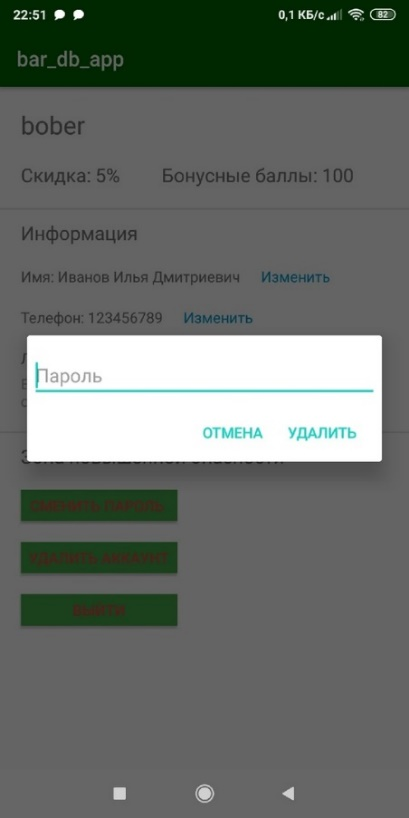 22:51 0,1 КБ/с 82
bar_db_app
bober
Скидка: 5% Бонусные баллы: 100
Информация
Имя: Иванов Илья Дмитриевич Изменить
Телефон: 123456789 Изменить
Пароль
ОТМЕНА УДАЛИТЬ
Зона повышенной опасности
СМЕНИТЬ ПАРОЛЬ
УДАЛИТЬ АККАУНТ
ВЫЙТИ